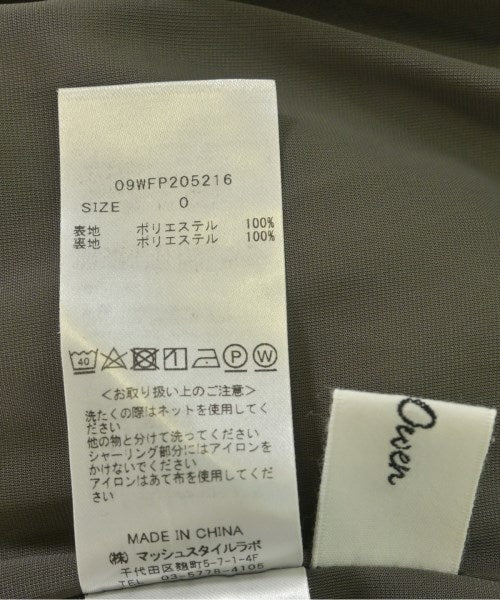 09WFP205216
SIZE 0
表地 ポリエステル 100%
裏地 ポリエステル 100%
40 P W
＜お取り扱い上のご注意＞
洗たくの際はネットを使用してく
ださい
他の物と分けて洗ってください
シャーリング部分にはアイロンを
かけないでください
アイロンはあて布を使用してくだ
さい
MADE IN CHINA
(株) マッシュスタイルラボ
千代田区麹町5-7-1-4F
TEL 03-5778-4105
Owen